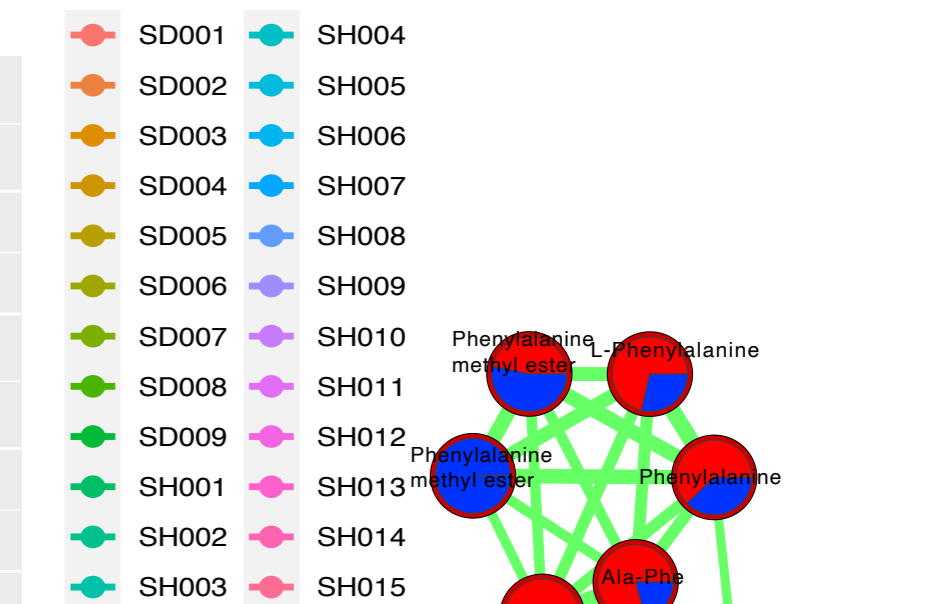 SD001
SD002
SD003
SD004
SD005
SD006
SD007
SD008
SD009
SH001
SH002
SH003
SH004
SH005
SH006
SH007
SH008
SH009
SH010
SH011
SH012
SH013
SH014
SH015
Phenylalanine
methyl ester
L-Phenylalanine
Phenylalanine
methyl ester
Phenylalanine
Ala-Phe